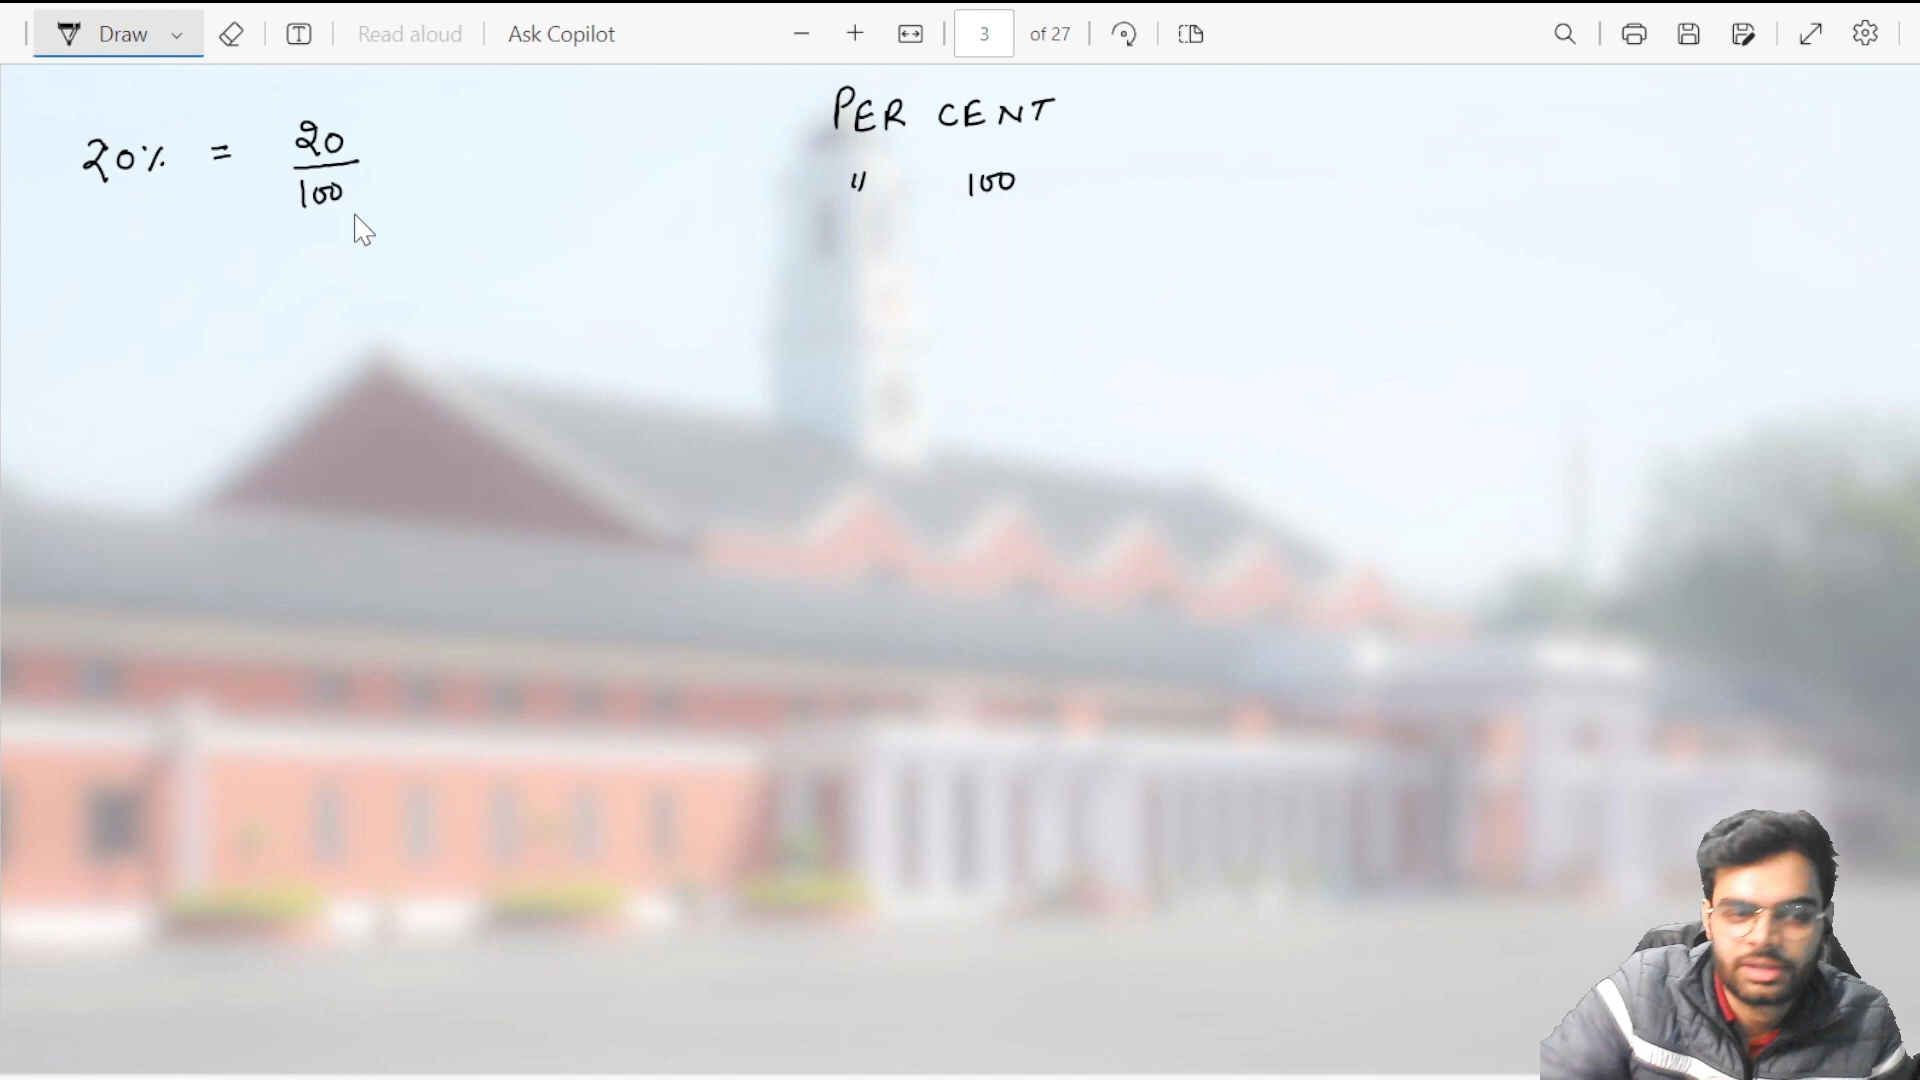 Draw Read aloud Ask Copilot 3 of 27
PER CENT
20% = 20/100
" 100